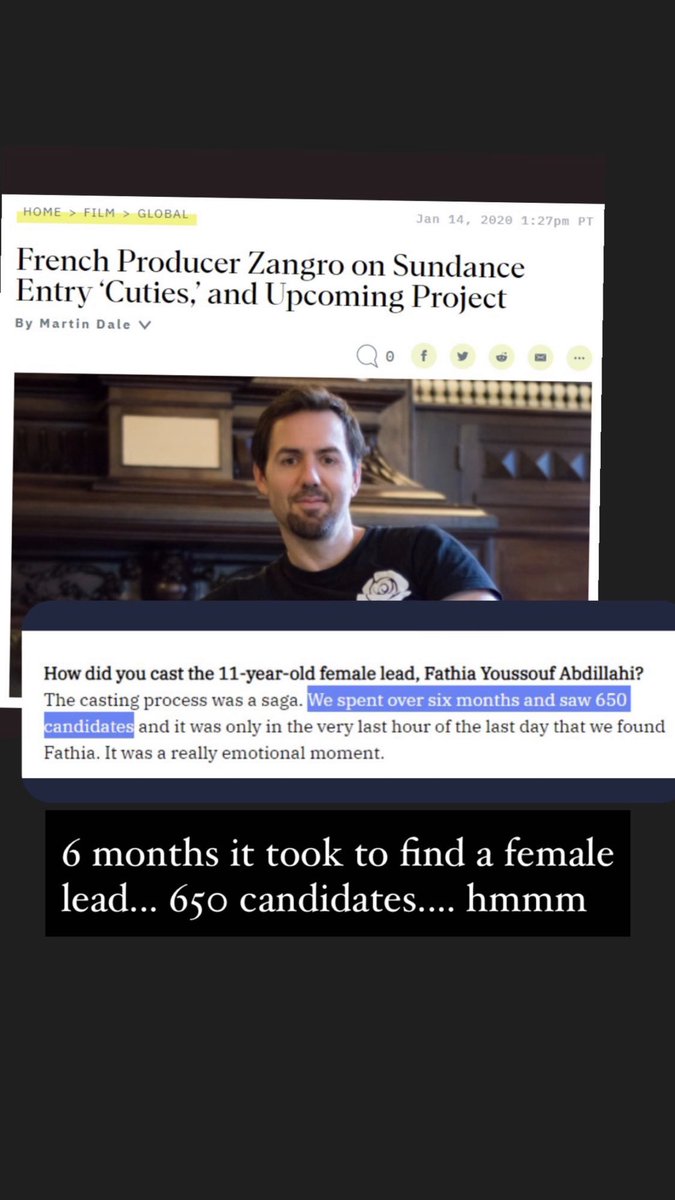 HOME > FILM > GLOBAL
Jan 14, 2020 1:27pm PT
French Producer Zangro on Sundance
Entry ‘Cuties,’ and Upcoming Project
By Martin Dale
0
How did you cast the 11-year-old female lead, Fathia Youssouf Abdillahi?
The casting process was a saga. We spent over six months and saw 650
candidates and it was only in the very last hour of the last day that we found
Fathia. It was a really emotional moment.
6 months it took to find a female
lead... 650 candidates.... hmmm